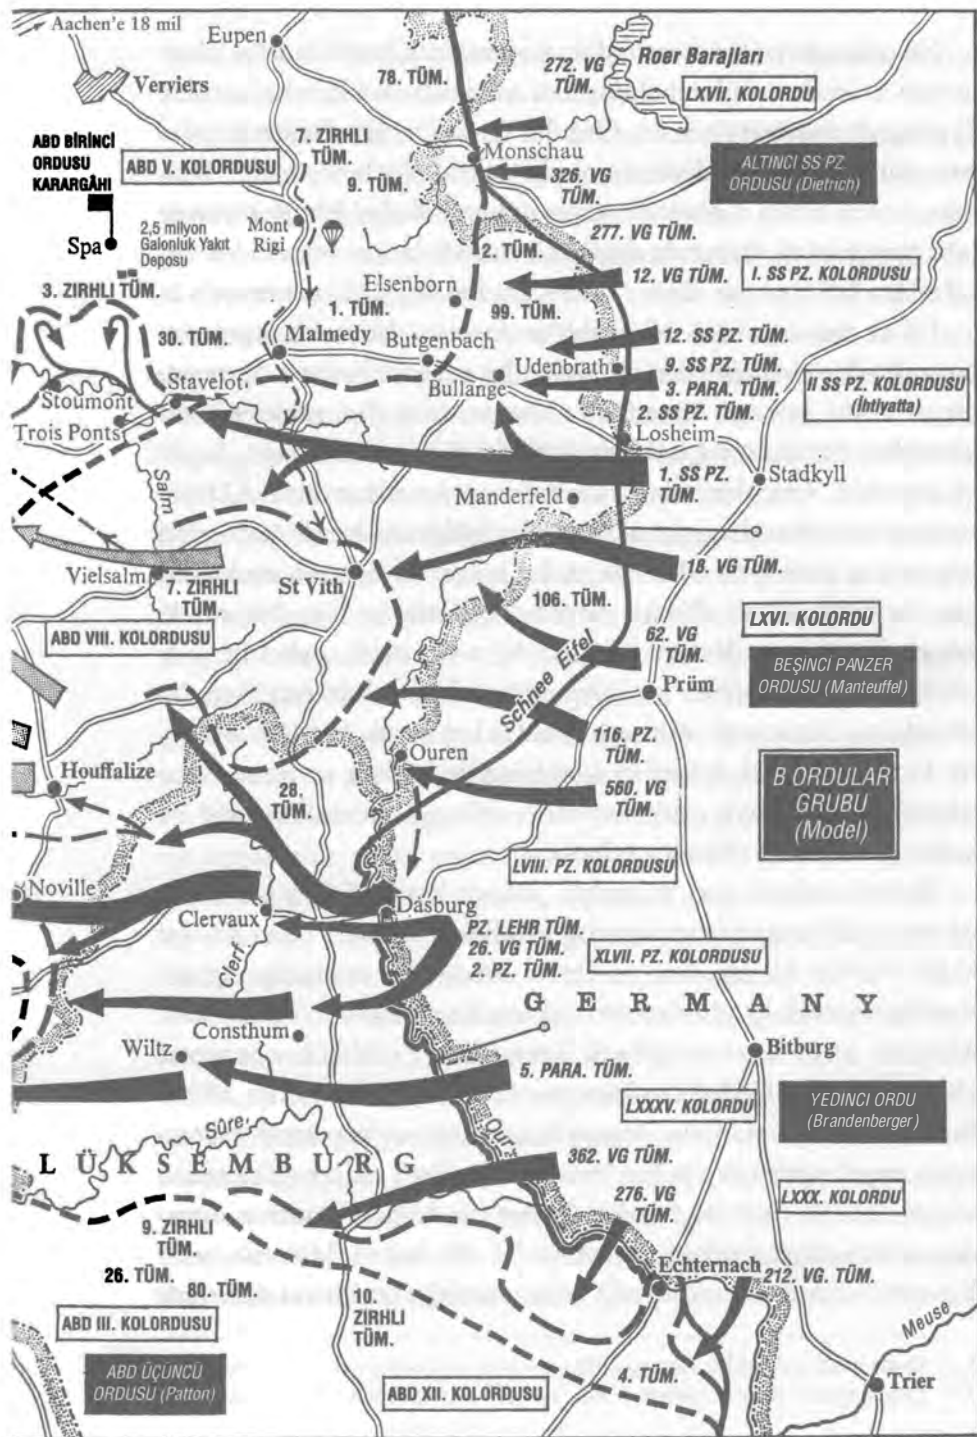 Aachen'e 18 mil
Eupen
Verviers
78. TÜM.
272. VG
TÜM.
Roer Barajları
LXVII. KOLORDU
ABD BİRİNCİ
ORDUSU
KARARGÂHI
ABD V. KOLORDUSU
7. ZIRHLI
TÜM.
9. TÜM.
Monschau
326. VG
TÜM.
ALTINCI SS PZ.
ORDUSU (Dietrich)
Spa
2,5 milyon
Galonluk Yakıt
Deposu
Mont
Rigi
277. VG TÜM.
2. TÜM.
3. ZIRHLI TÜM.
Elsenborn
1. TÜM.
99. TÜM.
12. VG TÜM.
I. SS PZ. KOLORDUSU
30. TÜM.
Malmedy
Butgenbach
12. SS PZ. TÜM.
Stavelot
Stoumont
Bullange
Udenbrath
9. SS PZ. TÜM.
3. PARA. TÜM.
2. SS PZ. TÜM.
II SS PZ. KOLORDUSU
(İhtiyatta)
Trois Ponts
Losheim
Salm
Manderfeld
1. SS PZ.
TÜM.
Stadkyll
Vielsalm
7. ZIRHLI
TÜM.
St Vith
18. VG TÜM.
106. TÜM.
ABD VIII. KOLORDUSU
LXVI. KOLORDU
Schnee Eifel
62. VG
TÜM.
BEŞİNCİ PANZER
ORDUSU (Manteuffel)
Prüm
116. PZ.
TÜM.
Ouren
Houffalize
28.
TÜM.
560. VG
TÜM.
B ORDULAR
GRUBU
(Model)
LVIII. PZ. KOLORDUSU
Noville
Clervaux
Dasburg
PZ. LEHR TÜM.
26. VG TÜM.
2. PZ. TÜM.
XLVII. PZ. KOLORDUSU
Clerf
GERMANY
Consthum
Wiltz
Bitburg
5. PARA. TÜM.
LXXXV. KOLORDU
YEDİNCİ ORDU
(Brandenberger)
Sûre
Our
LÜKSEMBURG
362. VG TÜM.
276. VG
TÜM.
LXXX. KOLORDU
9. ZIRHLI
TÜM.
26. TÜM.
80. TÜM.
10.
ZIRHLI
TÜM.
Echternach
212. VG. TÜM.
ABD III. KOLORDUSU
Meuse
ABD ÜÇÜNCÜ
ORDUSU (Patton)
ABD XII. KOLORDUSU
4. TÜM.
Trier